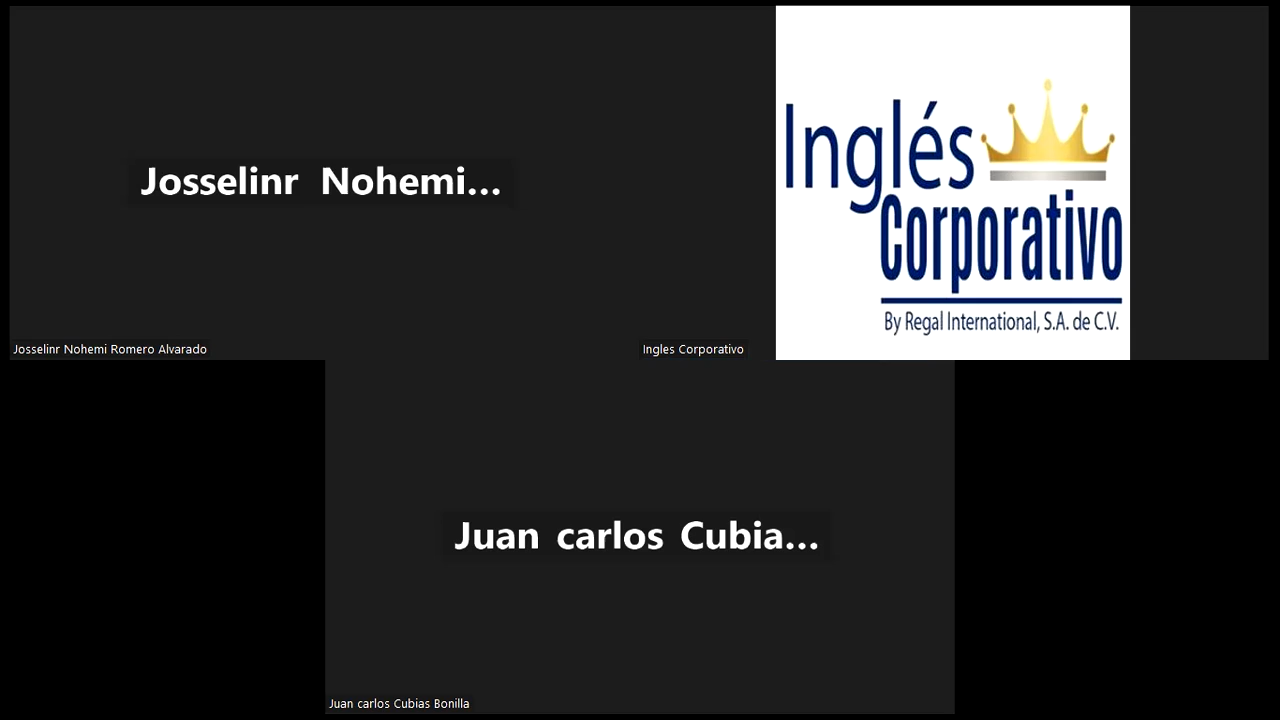 Josselinr Nohemi...
Josselinr Nohemi Romero Alvarado
Inglés
Corporativo
By Regal International, S.A. de C.V.
Ingles Corporativo
Juan carlos Cubia...
Juan carlos Cubias Bonilla